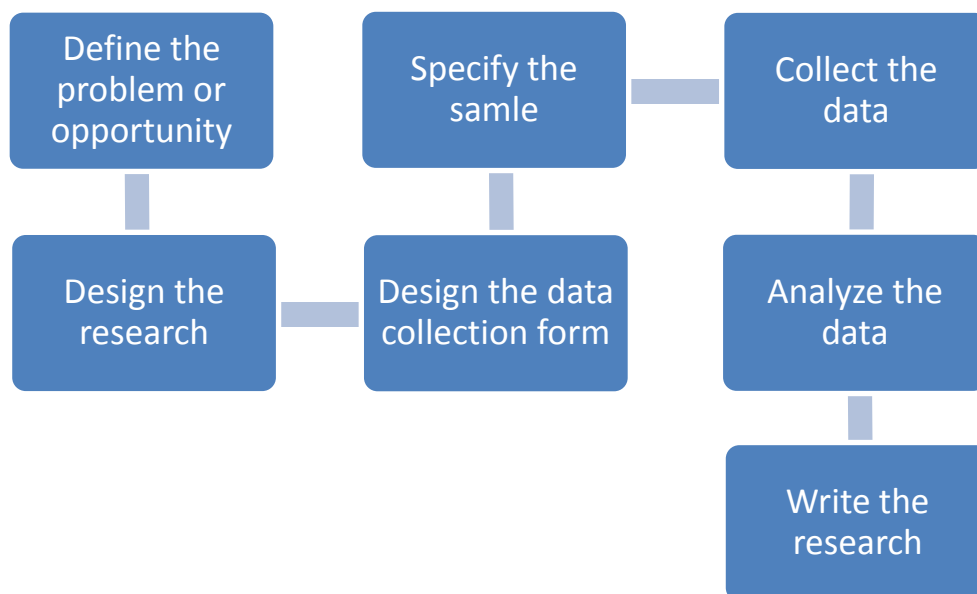 Define the
problem or
opportunity
Design the
research
Design the data
collection form
Specify the
samle
Collect the
data
Analyze the
data
Write the
research